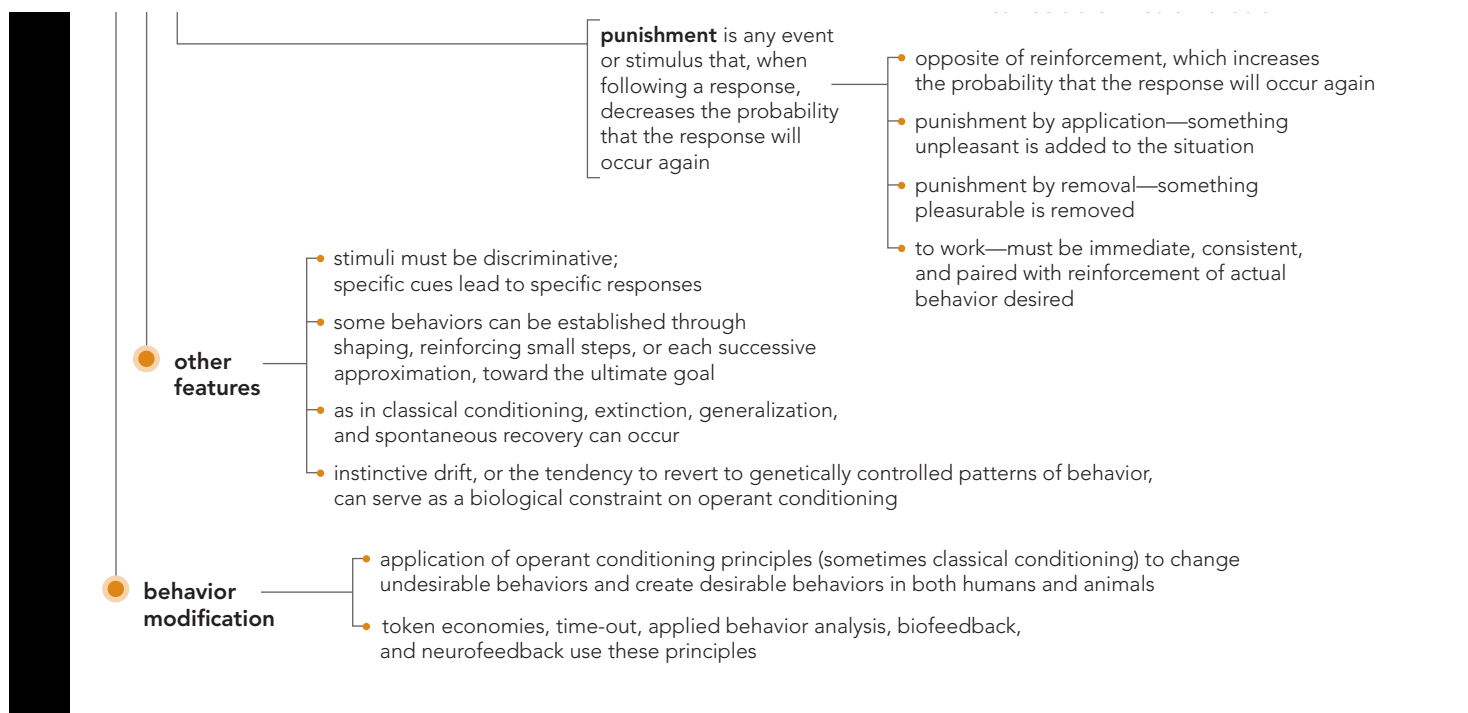 punishment is any event
or stimulus that, when
following a response,
decreases the probability
that the response will
occur again
opposite of reinforcement, which increases
the probability that the response will occur again
punishment by application—something
unpleasant is added to the situation
punishment by removal—something
pleasurable is removed
to work—must be immediate, consistent,
and paired with reinforcement of actual
behavior desired
other
features
stimuli must be discriminative;
specific cues lead to specific responses
some behaviors can be established through
shaping, reinforcing small steps, or each successive
approximation, toward the ultimate goal
as in classical conditioning, extinction, generalization,
and spontaneous recovery can occur
instinctive drift, or the tendency to revert to genetically controlled patterns of behavior,
can serve as a biological constraint on operant conditioning
behavior
modification
application of operant conditioning principles (sometimes classical conditioning) to change
undesirable behaviors and create desirable behaviors in both humans and animals
token economies, time-out, applied behavior analysis, biofeedback,
and neurofeedback use these principles